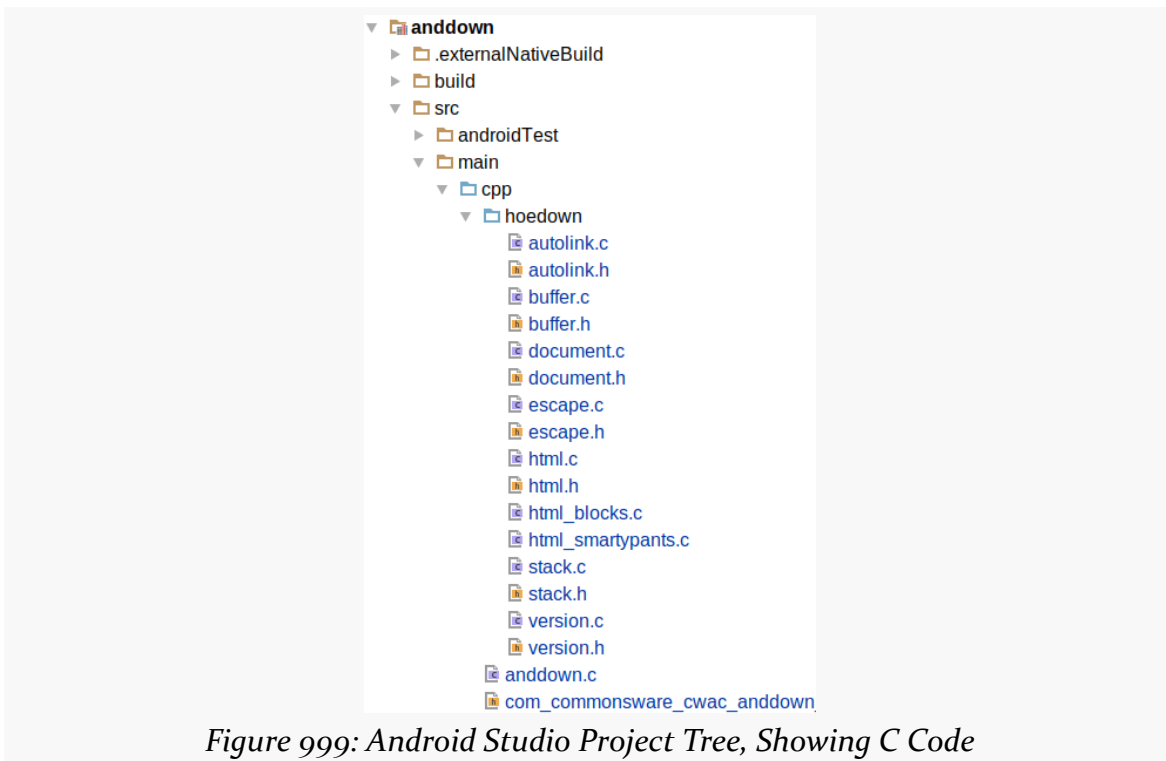 anddown
.externalNativeBuild
build
src
androidTest
main
cpp
hoedown
autolink.c
autolink.h
buffer.c
buffer.h
document.c
document.h
escape.c
escape.h
html.c
html.h
html_blocks.c
html_smartypants.c
stack.c
stack.h
version.c
version.h
anddown.c
com_commonsware_cwac_anddown_
Figure 999: Android Studio Project Tree, Showing C Code